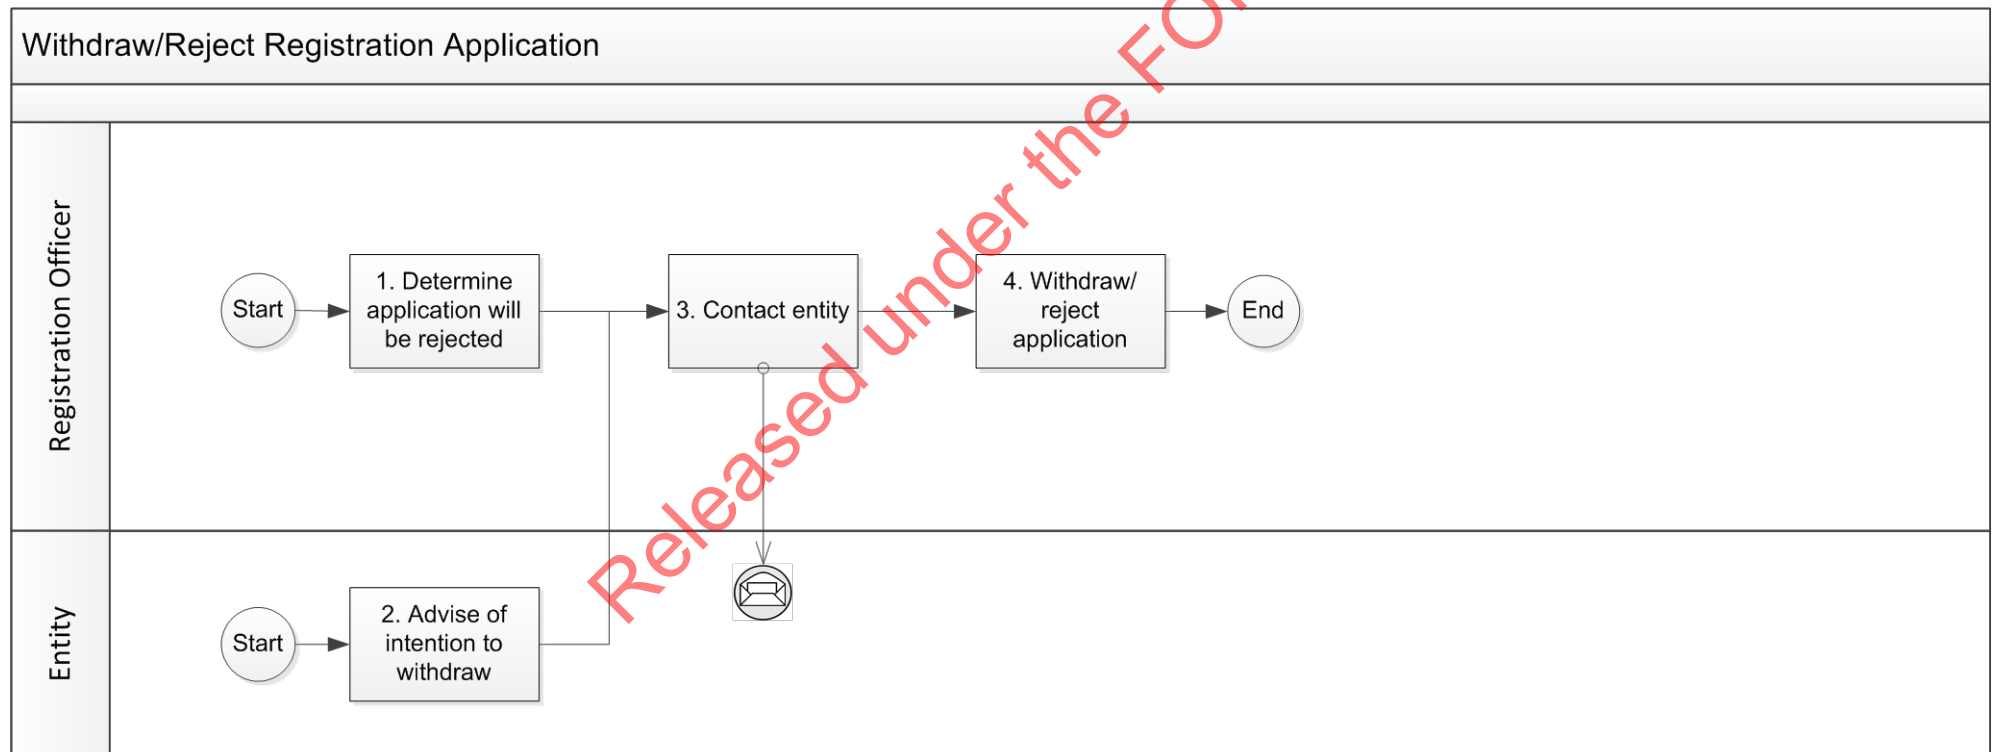 Withdraw/Reject Registration Application
Registration Officer
Start
1. Determine
application will
be rejected
3. Contact entity
4. Withdraw/
reject
application
End
Entity
Start
2. Advise of
intention to
withdraw
Released under the